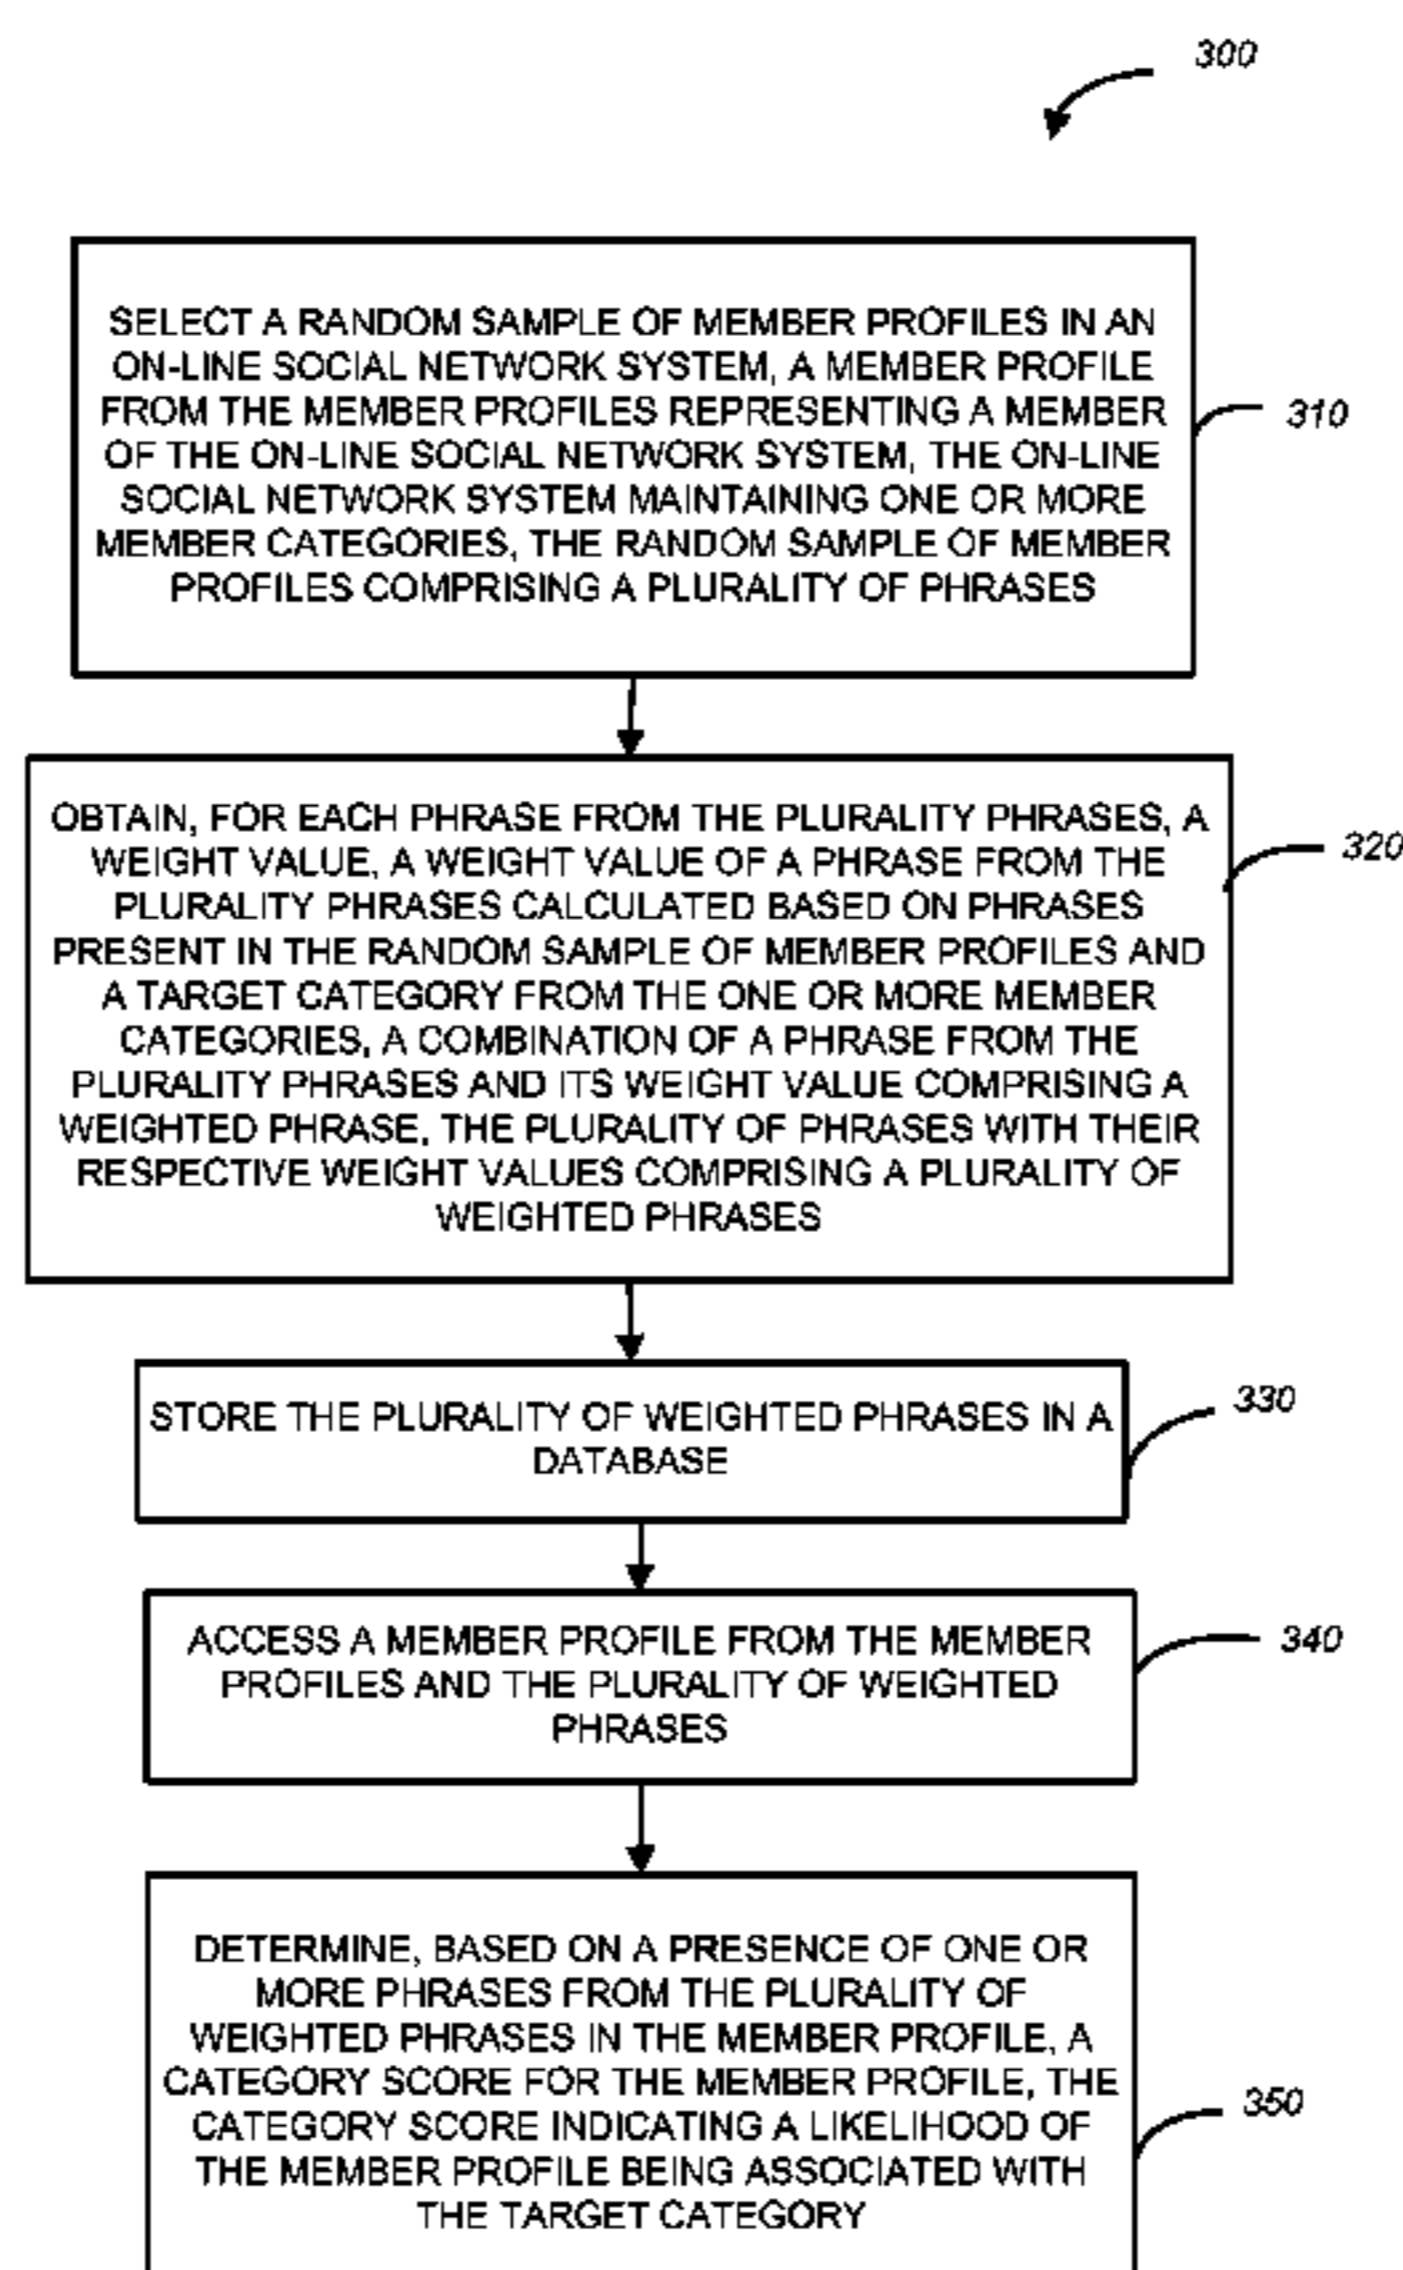 300
SELECT A RANDOM SAMPLE OF MEMBER PROFILES IN AN
ON-LINE SOCIAL NETWORK SYSTEM, A MEMBER PROFILE
FROM THE MEMBER PROFILES REPRESENTING A MEMBER
OF THE ON-LINE SOCIAL NETWORK SYSTEM, THE ON-LINE
SOCIAL NETWORK SYSTEM MAINTAINING ONE OR MORE
MEMBER CATEGORIES, THE RANDOM SAMPLE OF MEMBER
PROFILES COMPRISING A PLURALITY OF PHRASES
310
OBTAIN, FOR EACH PHRASE FROM THE PLURALITY PHRASES, A
WEIGHT VALUE, A WEIGHT VALUE OF A PHRASE FROM THE
PLURALITY PHRASES CALCULATED BASED ON PHRASES
PRESENT IN THE RANDOM SAMPLE OF MEMBER PROFILES AND
A TARGET CATEGORY FROM THE ONE OR MORE MEMBER
CATEGORIES, A COMBINATION OF A PHRASE FROM THE
PLURALITY PHRASES AND ITS WEIGHT VALUE COMPRISING A
WEIGHTED PHRASE, THE PLURALITY OF PHRASES WITH THEIR
RESPECTIVE WEIGHT VALUES COMPRISING A PLURALITY OF
WEIGHTED PHRASES
320
STORE THE PLURALITY OF WEIGHTED PHRASES IN A
DATABASE
330
ACCESS A MEMBER PROFILE FROM THE MEMBER
PROFILES AND THE PLURALITY OF WEIGHTED
PHRASES
340
DETERMINE, BASED ON A PRESENCE OF ONE OR
MORE PHRASES FROM THE PLURALITY OF
WEIGHTED PHRASES IN THE MEMBER PROFILE, A
CATEGORY SCORE FOR THE MEMBER PROFILE, THE
CATEGORY SCORE INDICATING A LIKELIHOOD OF
THE MEMBER PROFILE BEING ASSOCIATED WITH
THE TARGET CATEGORY
350